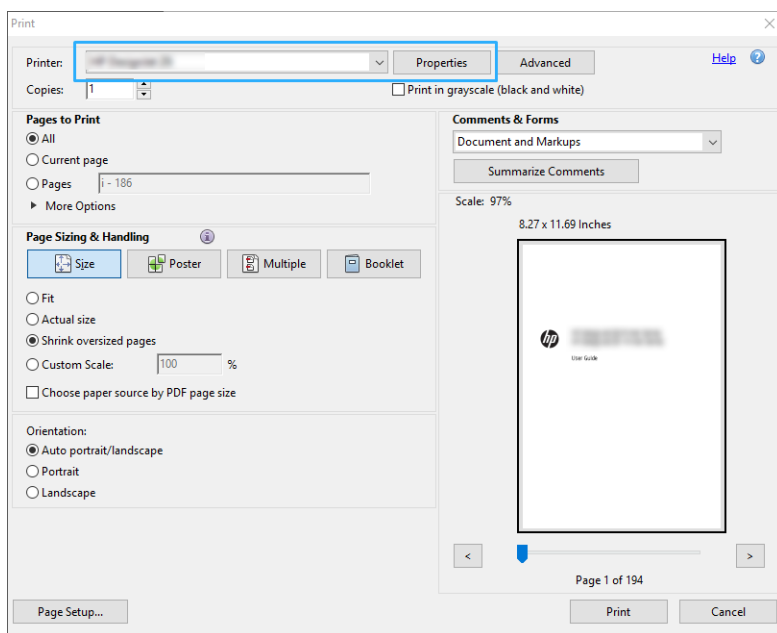 Print
Printer: Properties Advanced Help ?
Copies: 1 Print in grayscale (black and white)
Pages to Print
All
Current page
Pages i - 186
More Options
Page Sizing & Handling i
Size Poster Multiple Booklet
Fit
Actual size
Shrink oversized pages
Custom Scale: 100 %
Choose paper source by PDF page size
Orientation:
Auto portrait/landscape
Portrait
Landscape
Comments & Forms
Document and Markups
Summarize Comments
Scale: 97%
8.27 x 11.69 Inches
hp
User Guide
< >
Page 1 of 194
Page Setup... Print Cancel